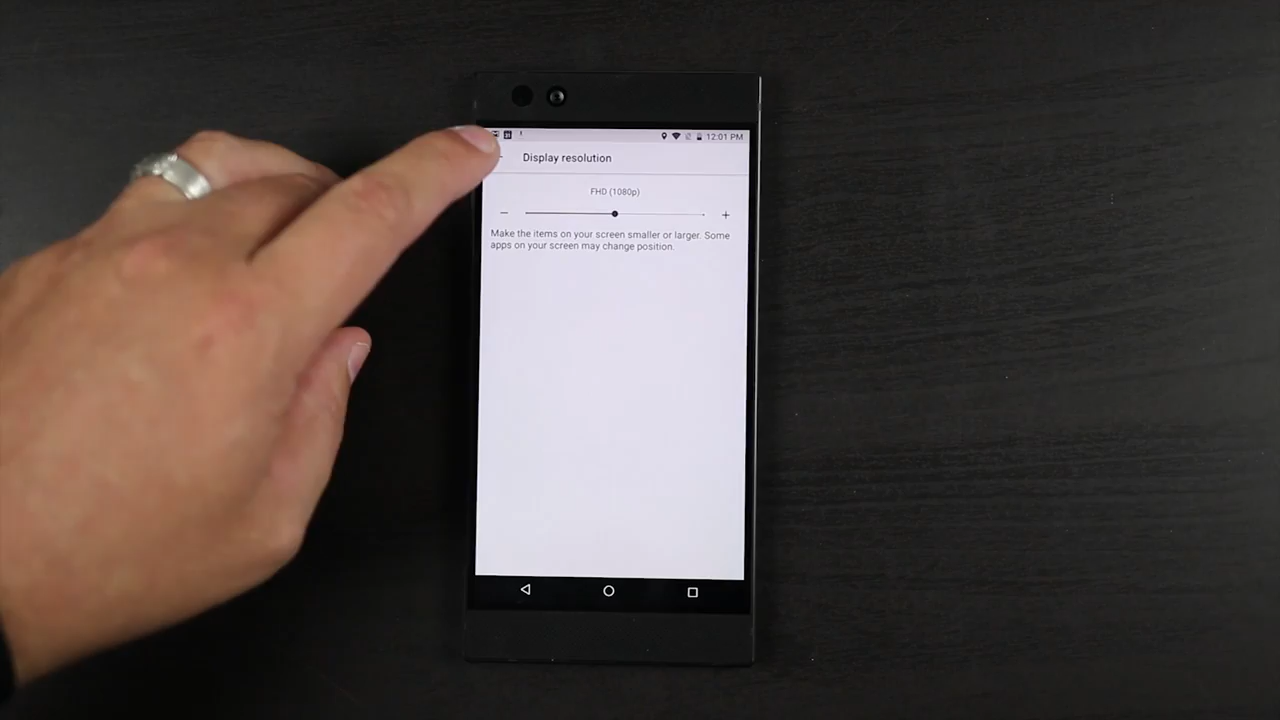 12:01 PM
Display resolution
FHD (1080p)
Make the items on your screen smaller or larger. Some
apps on your screen may change position.